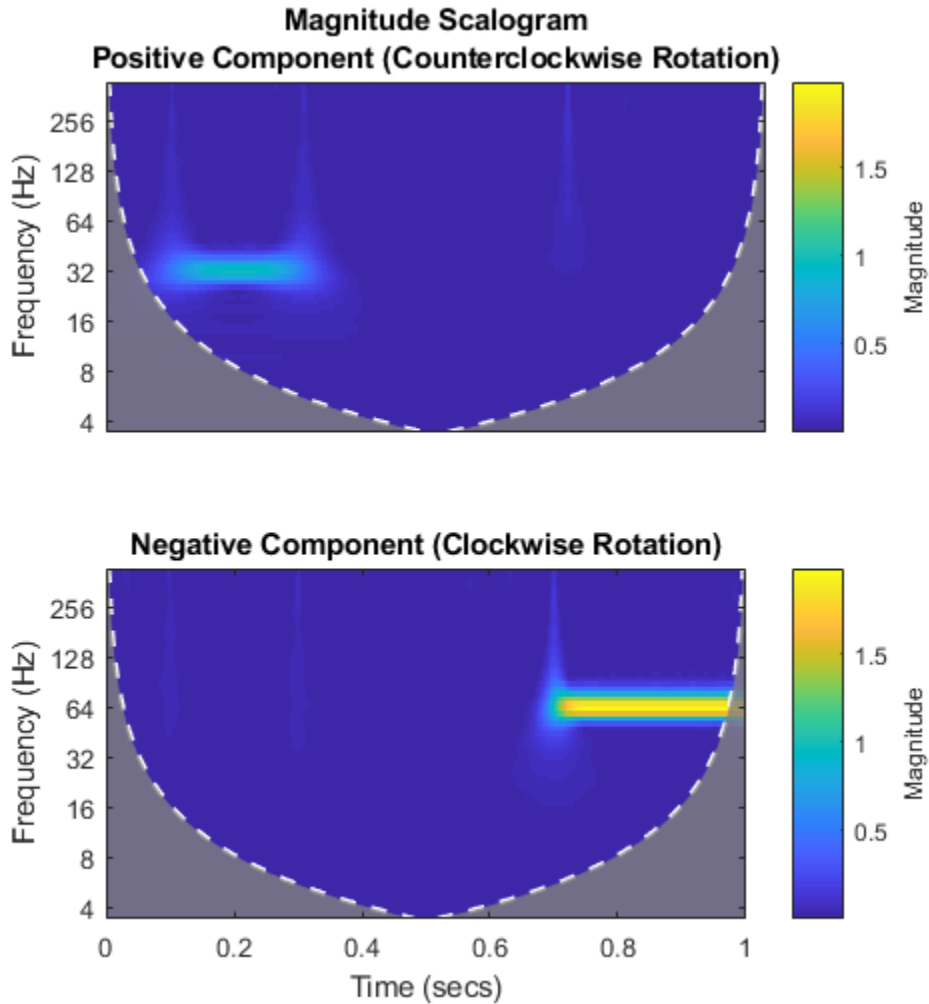 Magnitude Scalogram
Positive Component (Counterclockwise Rotation)
Frequency (Hz)
256
128
64
32
16
8
4
1.5
1
0.5
Magnitude
Negative Component (Clockwise Rotation)
Frequency (Hz)
256
128
64
32
16
8
4
0 0.2 0.4 0.6 0.8 1
Time (secs)
1.5
1
0.5
Magnitude